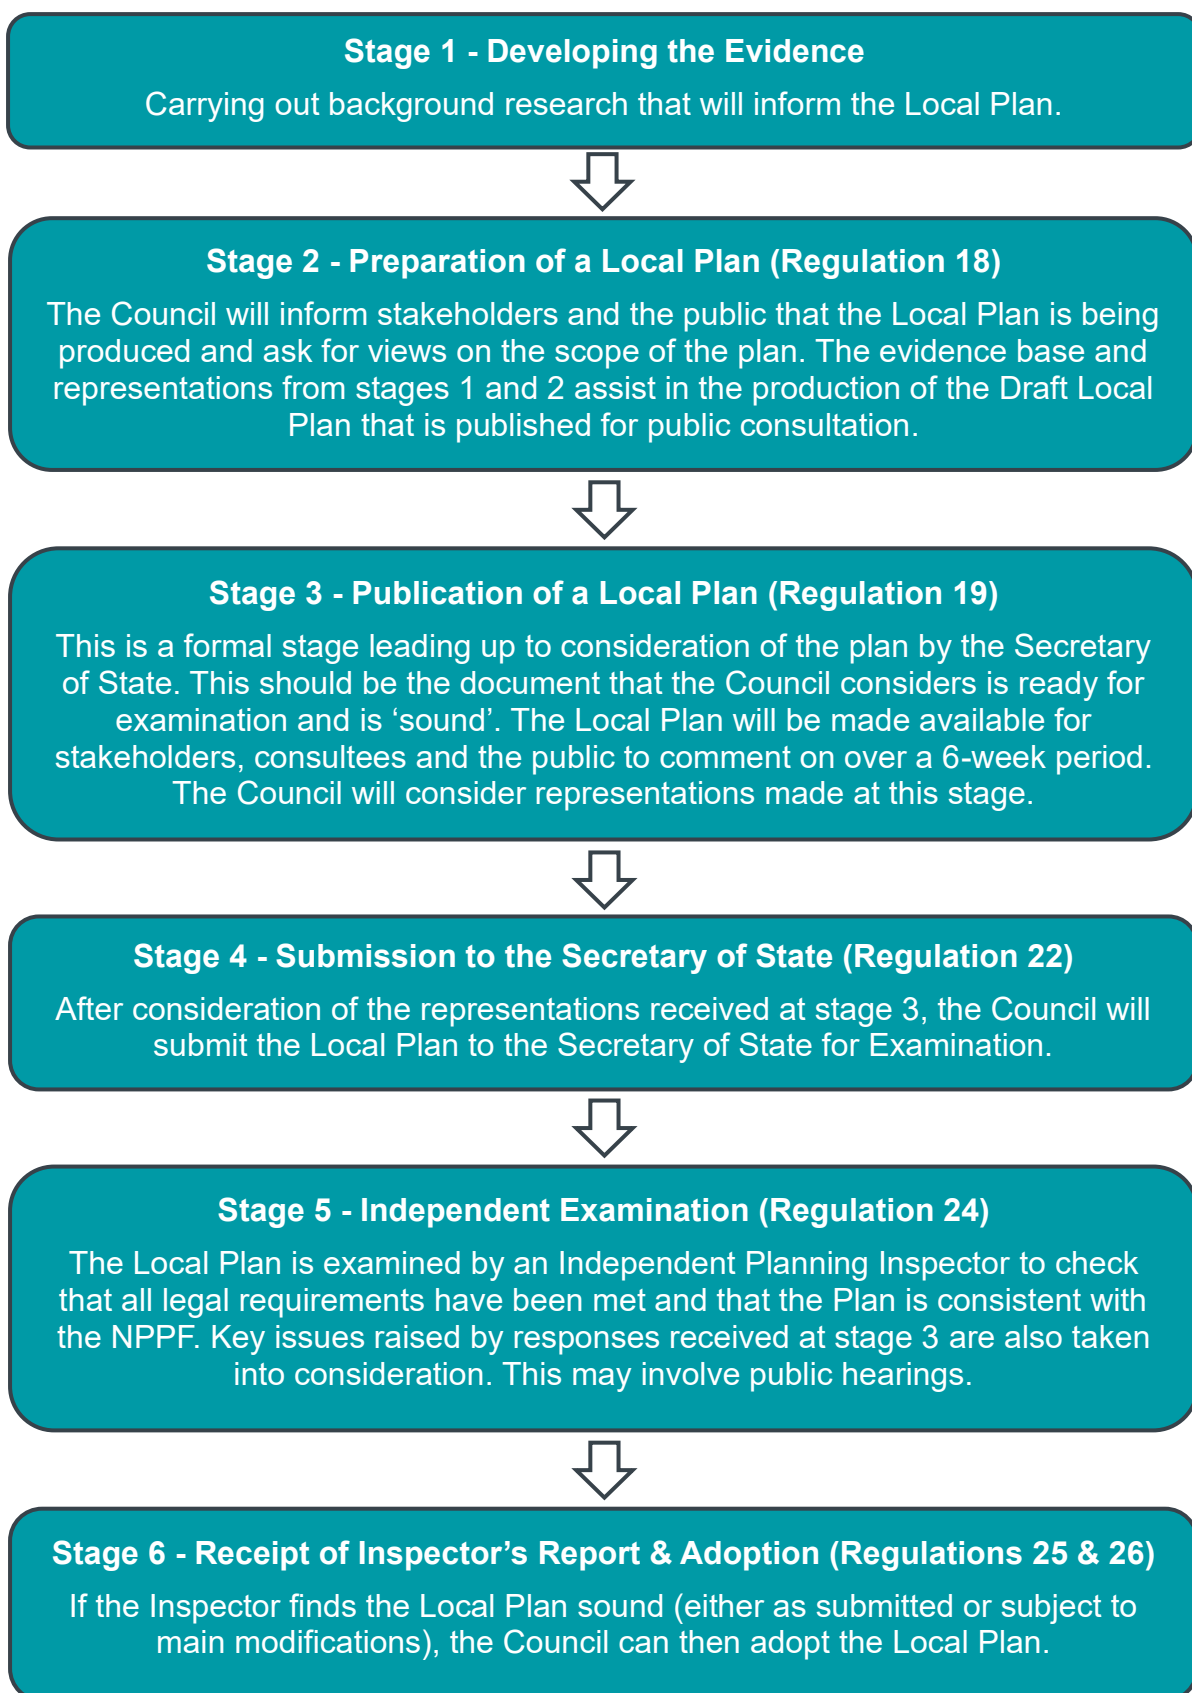 Stage 1 - Developing the Evidence
Carrying out background research that will inform the Local Plan.
Stage 2 - Preparation of a Local Plan (Regulation 18)
The Council will inform stakeholders and the public that the Local Plan is being
produced and ask for views on the scope of the plan. The evidence base and
representations from stages 1 and 2 assist in the production of the Draft Local
Plan that is published for public consultation.
Stage 3 - Publication of a Local Plan (Regulation 19)
This is a formal stage leading up to consideration of the plan by the Secretary
of State. This should be the document that the Council considers is ready for
examination and is ‘sound’. The Local Plan will be made available for
stakeholders, consultees and the public to comment on over a 6-week period.
The Council will consider representations made at this stage.
Stage 4 - Submission to the Secretary of State (Regulation 22)
After consideration of the representations received at stage 3, the Council will
submit the Local Plan to the Secretary of State for Examination.
Stage 5 - Independent Examination (Regulation 24)
The Local Plan is examined by an Independent Planning Inspector to check
that all legal requirements have been met and that the Plan is consistent with
the NPPF. Key issues raised by responses received at stage 3 are also taken
into consideration. This may involve public hearings.
Stage 6 - Receipt of Inspector’s Report & Adoption (Regulations 25 & 26)
If the Inspector finds the Local Plan sound (either as submitted or subject to
main modifications), the Council can then adopt the Local Plan.